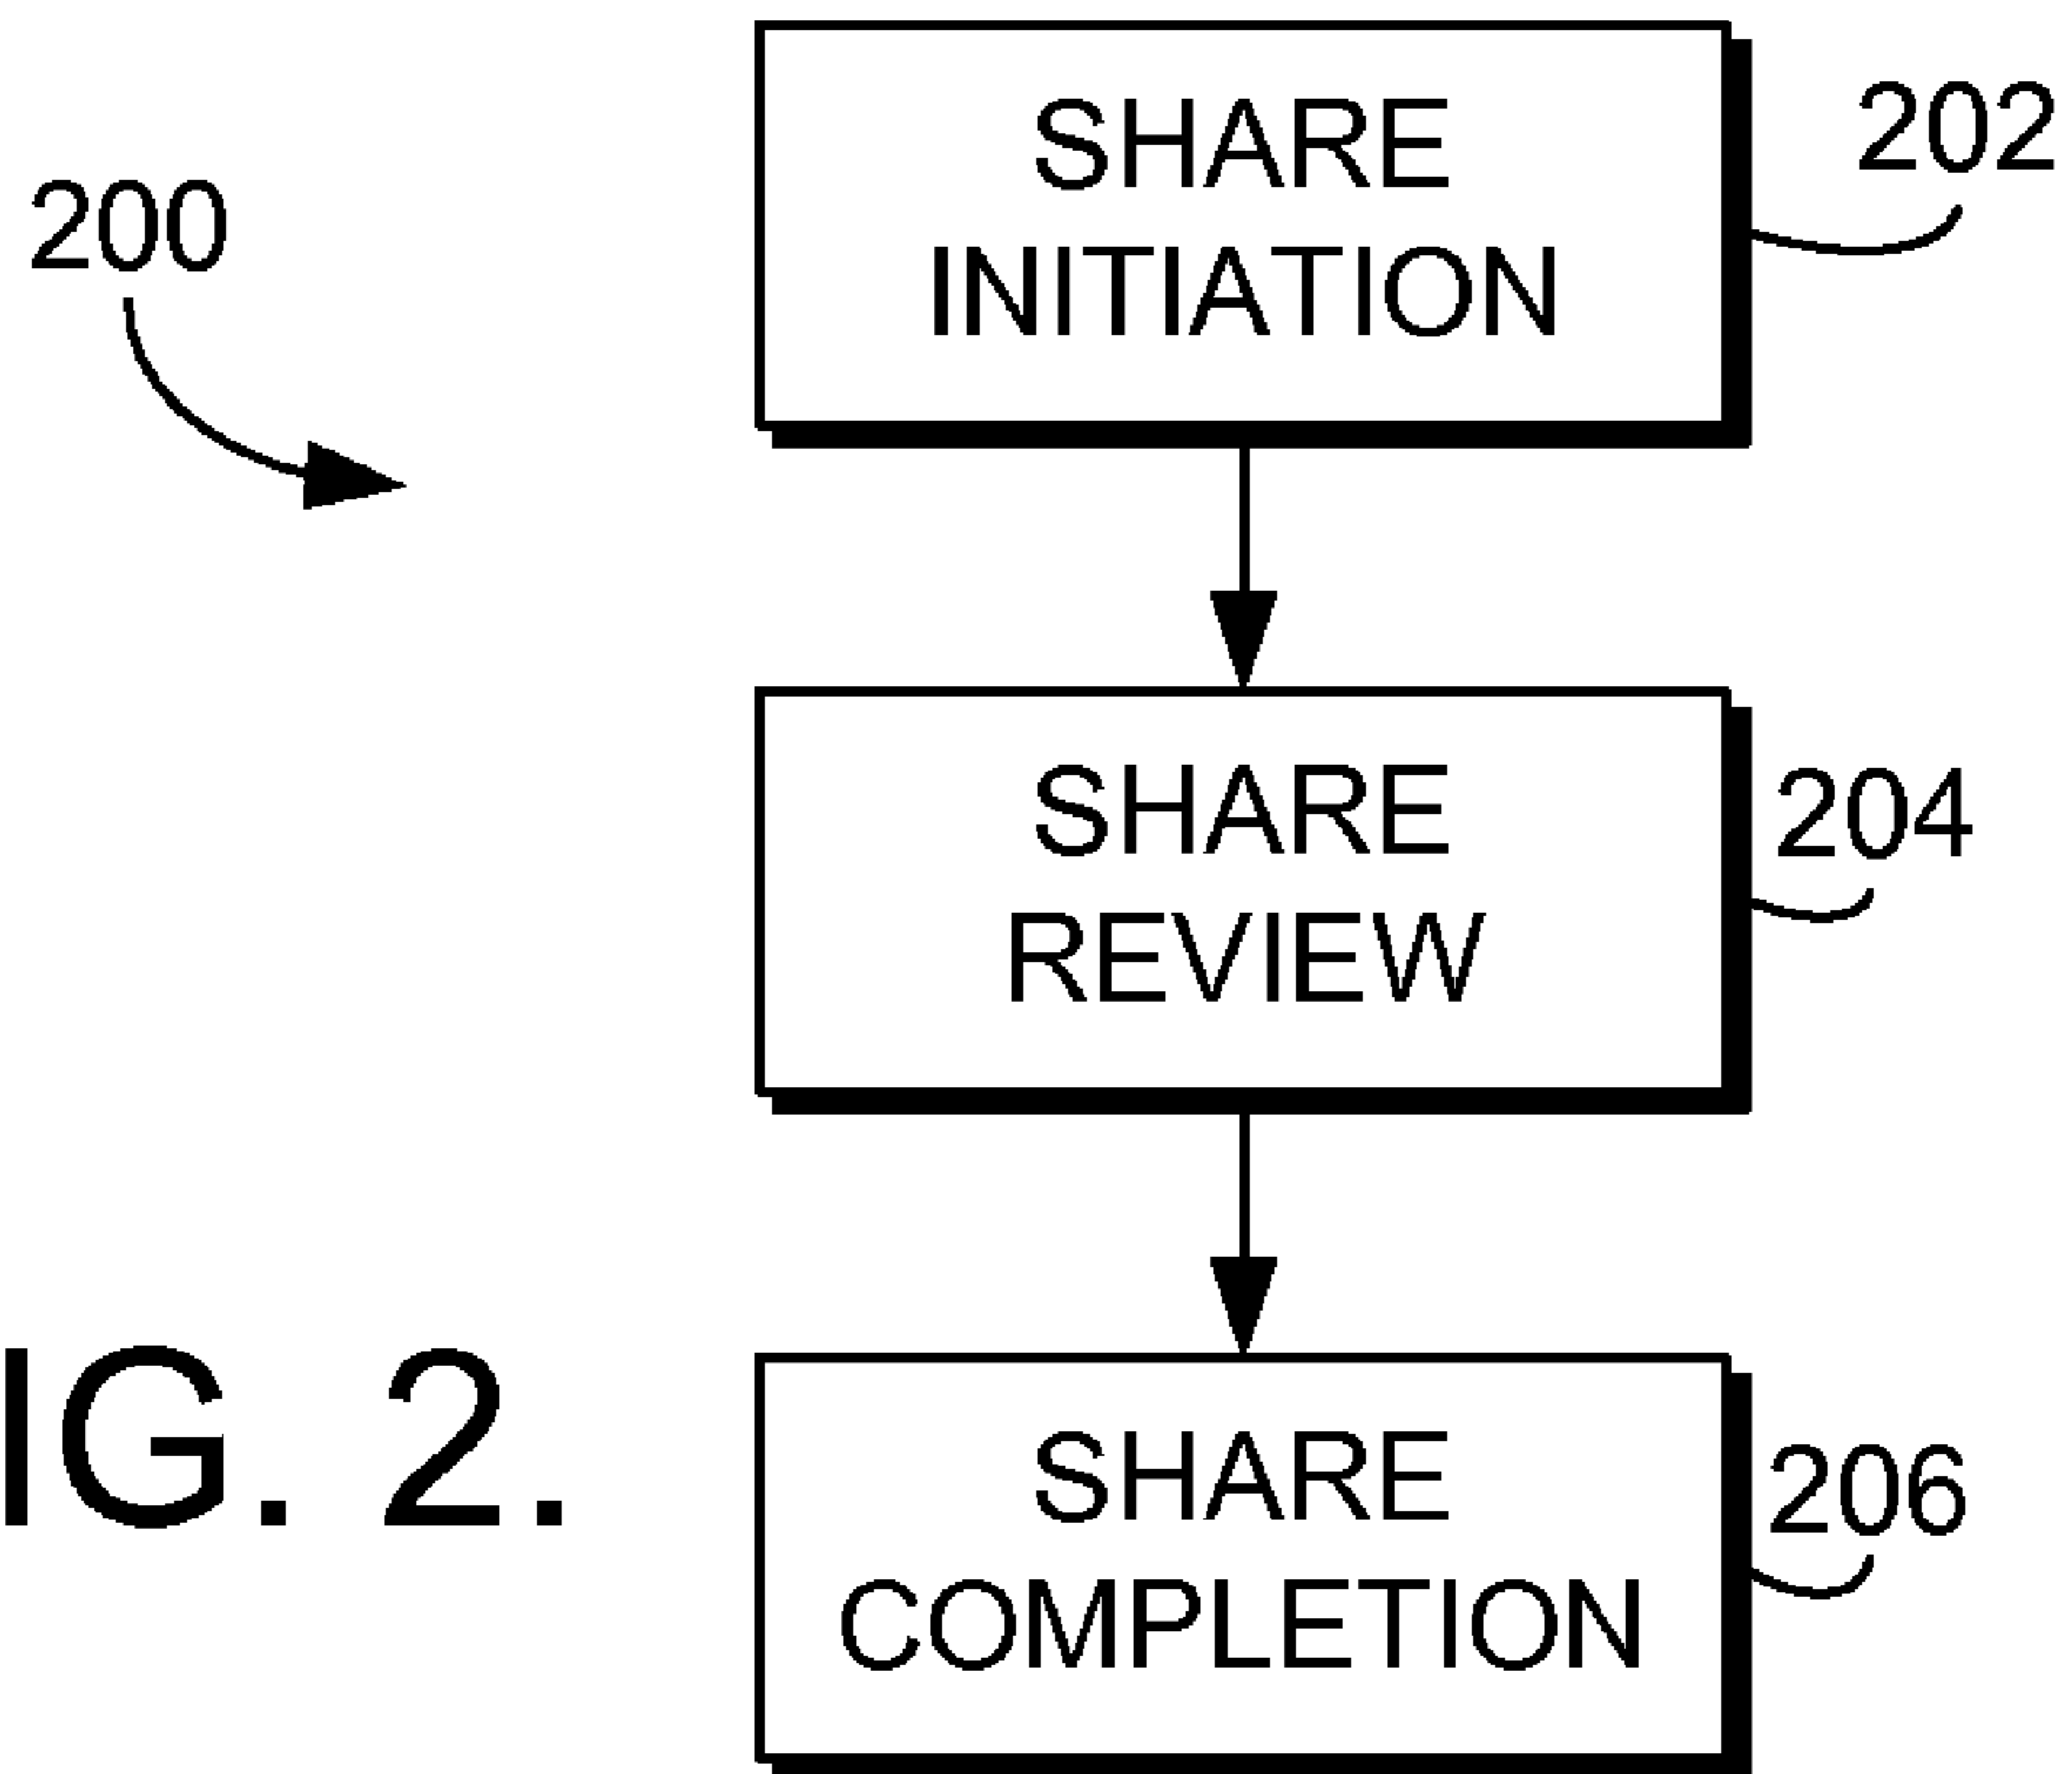 SHARE
INITIATION
202
200
SHARE
REVIEW
204
SHARE
COMPLETION
206
IG. 2.